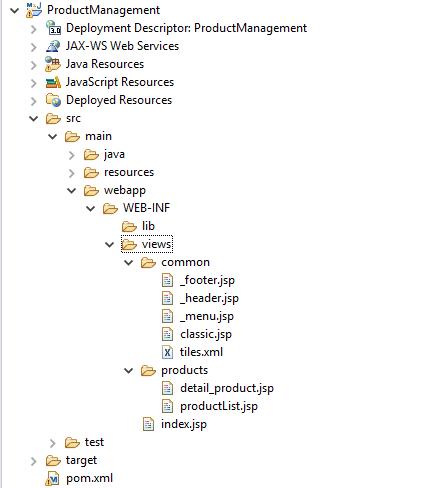 ProductManagement
Deployment Descriptor: ProductManagement
JAX-WS Web Services
Java Resources
JavaScript Resources
Deployed Resources
src
main
java
resources
webapp
WEB-INF
lib
views
common
_footer.jsp
_header.jsp
_menu.jsp
classic.jsp
tiles.xml
products
detail_product.jsp
productList.jsp
index.jsp
test
target
pom.xml